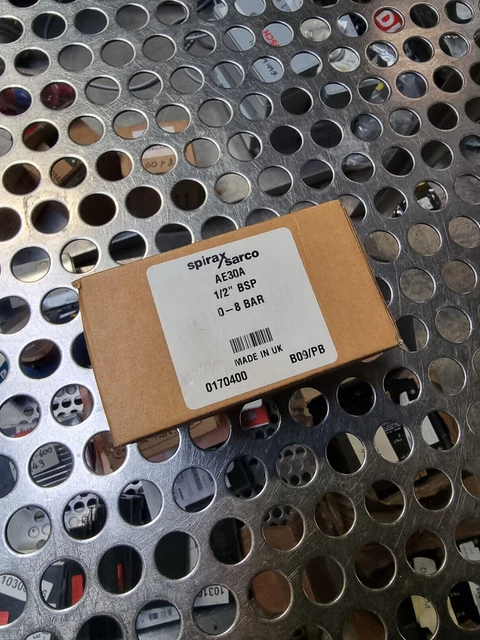 spirax/sarco
AE30A
1/2" BSP
0-8 BAR
MADE IN UK
0170400
B09/PB